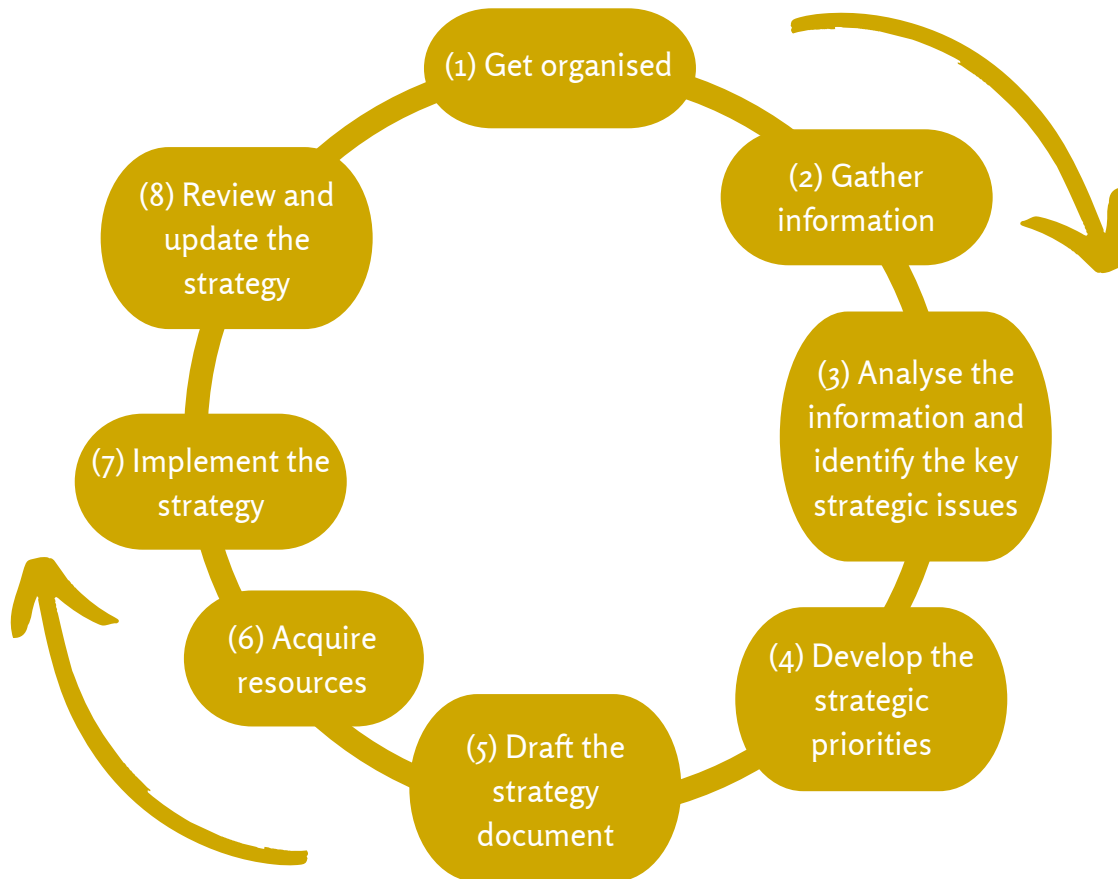 (1) Get organised
(2) Gather
information
(3) Analyse the
information and
identify the key
strategic issues
(4) Develop the
strategic
priorities
(5) Draft the
strategy
document
(6) Acquire
resources
(7) Implement the
strategy
(8) Review and
update the
strategy